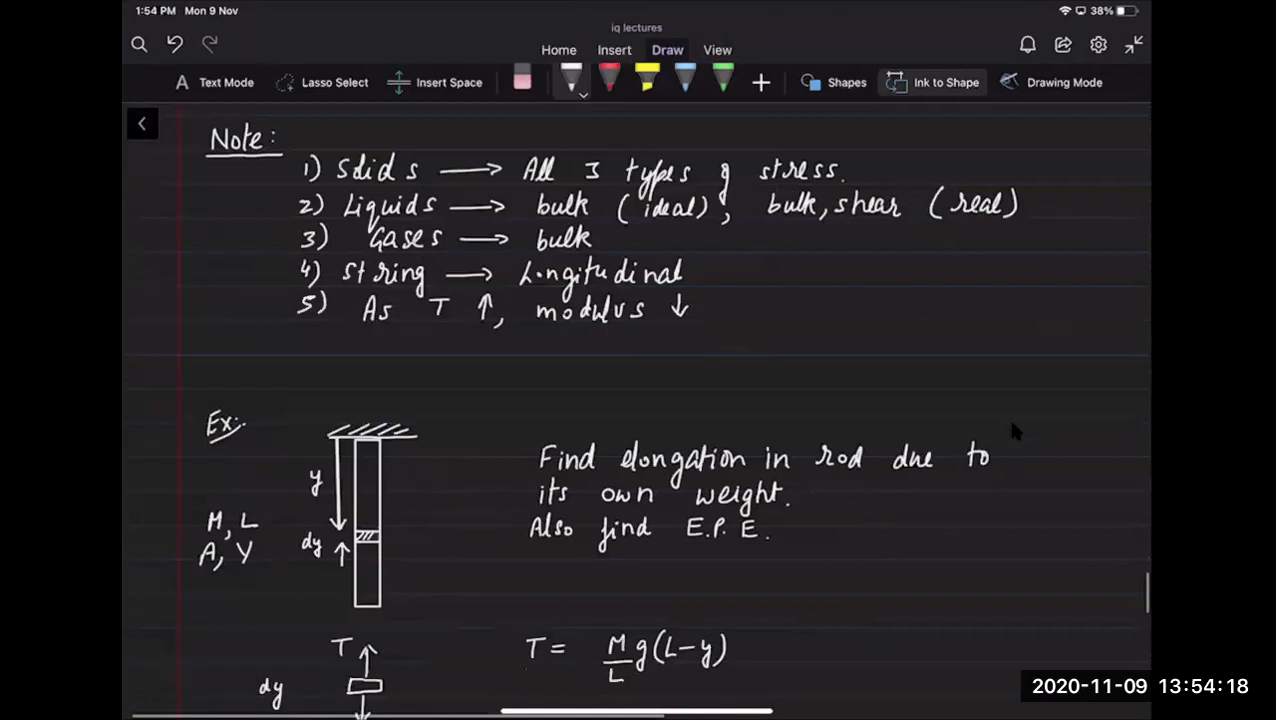 1:54 PM Mon 9 Nov
38%
iq lectures
Home Insert Draw View
Text Mode Lasso Select Insert Space Shapes Ink to Shape Drawing Mode
Note:
1) Solids → All 3 types of stress.
2) Liquids → bulk (ideal), bulk, shear (real)
3) Gases → bulk
4) String → Longitudinal
5) As T ↑, modulus ↓
Ex:
Find elongation in rod due to
its own weight.
Also find E.P.E.
y
M, L
A, Y
dy
T
T = M/L g(L-y)
dy
2020-11-09 13:54:18